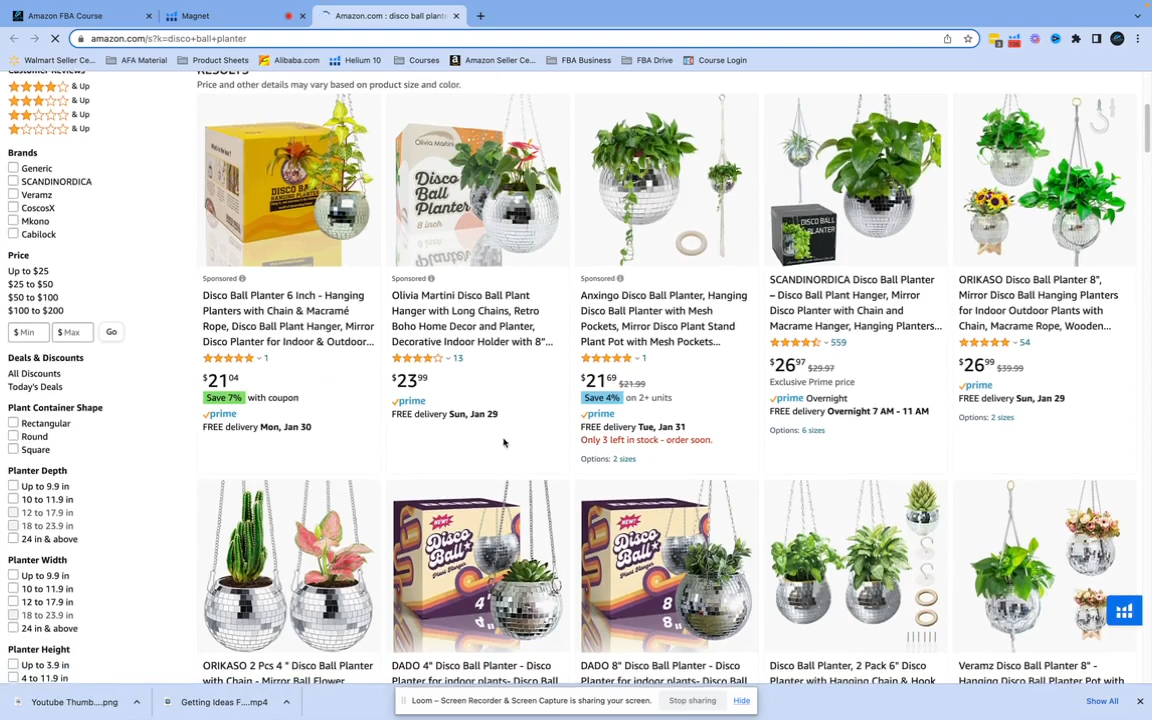 Amazon FBA Course
Magnet
Amazon.com : disco ball plante
amazon.com/s?k=disco+ball+planter
Walmart Seller Ce...
AFA Material
Product Sheets
Alibaba.com
Helium 10
Courses
Amazon Seller Ce...
FBA Business
FBA Drive
Course Login
Customer Reviews
& Up
& Up
& Up
& Up
Brands
Generic
SCANDINORDICA
Veramz
CoscosX
Mkono
Cabilock
Price
Up to $25
$25 to $50
$50 to $100
$100 to $200
$ Min
$ Max
Go
Deals & Discounts
All Discounts
Today's Deals
Plant Container Shape
Rectangular
Round
Square
Planter Depth
Up to 9.9 in
10 to 11.9 in
12 to 17.9 in
18 to 23.9 in
24 in & above
Planter Width
Up to 9.9 in
10 to 11.9 in
12 to 17.9 in
18 to 23.9 in
24 in & above
Planter Height
Up to 3.9 in
4 to 11.9 in
RESULTS
Price and other details may vary based on product size and color.
Sponsored
Disco Ball Planter 6 Inch - Hanging
Planters with Chain & Macramé
Rope, Disco Ball Plant Hanger, Mirror
Disco Planter for Indoor & Outdoor...
1
$21 04
Save 7% with coupon
prime
FREE delivery Mon, Jan 30
Olivia Martini
Disco
Ball
Planter
8 inch
Sponsored
Olivia Martini Disco Ball Plant
Hanger with Long Chains, Retro
Boho Home Decor and Planter,
Decorative Indoor Holder with 8"...
13
$23 99
prime
FREE delivery Sun, Jan 29
Sponsored
Anxingo Disco Ball Planter, Hanging
Disco Ball Planter with Mesh
Pockets, Mirror Disco Plant Stand
Plant Pot with Mesh Pockets...
1
$21 69 $21.99
Save 4% on 2+ units
prime
FREE delivery Tue, Jan 31
Only 3 left in stock - order soon.
Options: 2 sizes
DISCO BALL
PLANTER
SCANDINORDICA Disco Ball Planter
– Disco Ball Plant Hanger, Mirror
Disco Planter with Chain and
Macrame Hanger, Hanging Planters...
559
$26 97 $29.97
Exclusive Prime price
prime Overnight
FREE delivery Overnight 7 AM - 11 AM
Options: 6 sizes
ORIKASO Disco Ball Planter 8",
Mirror Disco Ball Hanging Planters
for Indoor Outdoor Plants with
Chain, Macrame Rope, Wooden...
54
$26 99 $39.99
prime
FREE delivery Sun, Jan 29
Options: 2 sizes
ORIKASO 2 Pcs 4 " Disco Ball Planter
with Chain - Mirror Ball Flower
NEW!
Disco
Ball
4"
DADO 4" Disco Ball Planter - Disco
Ball Planter for indoor plants- Disco Ball
NEW!
Disco
Ball
8"
DADO 8" Disco Ball Planter - Disco
Ball Planter for indoor plants - Disco Ball
Disco Ball Planter, 2 Pack 6" Disco
Planter with Hanging Chain & Hook
Veramz Disco Ball Planter 8" -
Hanging Disco Ball Planter Pot with
Loom – Screen Recorder & Screen Capture is sharing your screen.
Stop sharing
Hide
Youtube Thumb....png
Getting Ideas F....mp4
Show All